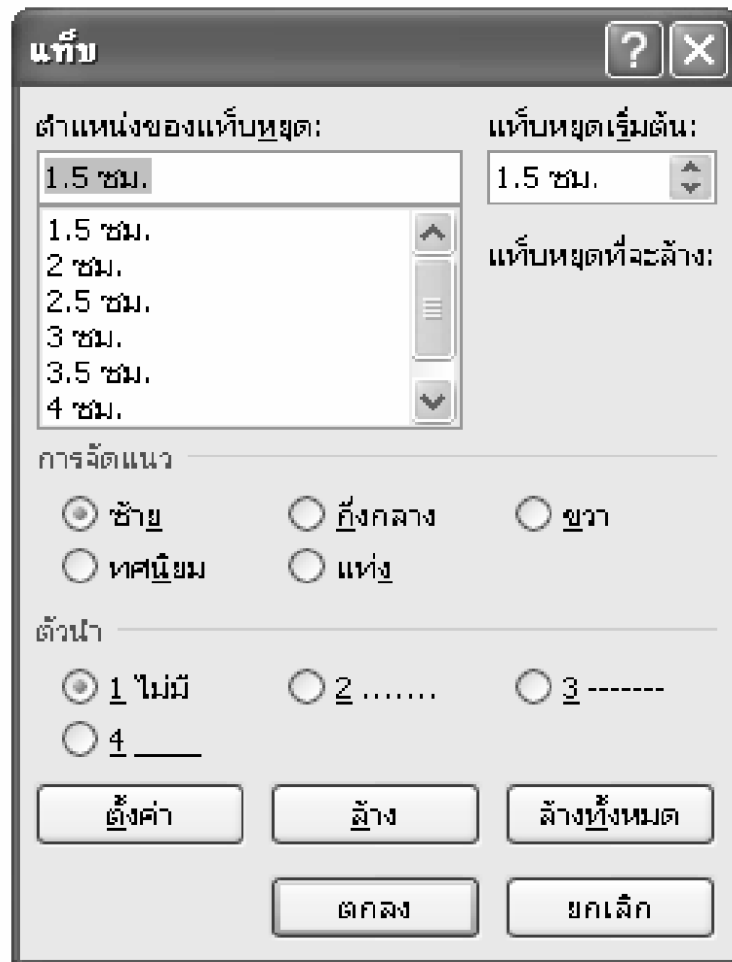 แท็บ
ตำแหน่งของแท็บหยุด: แท็บหยุดเริ่มต้น:
1.5 ซม. 1.5 ซม.
1.5 ซม.
2 ซม. แท็บหยุดที่จะล้าง:
2.5 ซม.
3 ซม.
3.5 ซม.
4 ซม.
การจัดแนว
ซ้าย กึ่งกลาง ขวา
ทศนิยม แท่ง
ตัวนำ
1 ไม่มี 2 ....... 3 -------
4 ____
ตั้งค่า ล้าง ล้างทั้งหมด
ตกลง ยกเลิก